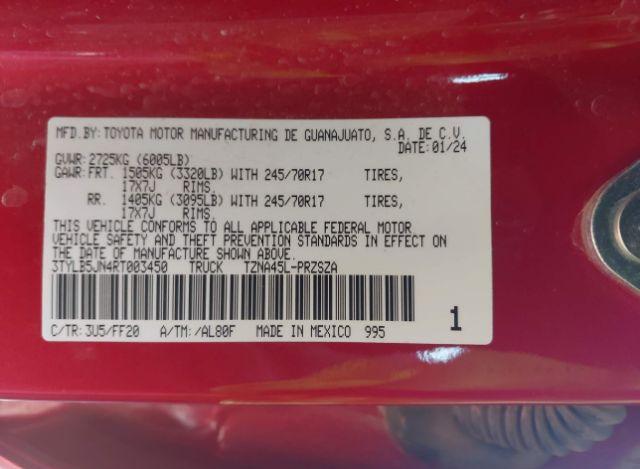 MFD.BY:TOYOTA MOTOR MANUFACTURING DE GUANAJUATO, S.A. DE C.V.
DATE:01/24
GVWR:2725KG (6005LB)
GAWR:FRT. 1505KG (3320LB) WITH 245/70R17 TIRES,
17X7J RIMS.
RR. 1405KG (3095LB) WITH 245/70R17 TIRES,
17X7J RIMS.
THIS VEHICLE CONFORMS TO ALL APPLICABLE FEDERAL MOTOR
VEHICLE SAFETY AND THEFT PREVENTION STANDARDS IN EFFECT ON
THE DATE OF MANUFACTURE SHOWN ABOVE.
3TYLB5JN4RT003450 TRUCK TZNA45L-PRZSZA
C/TR:3U5/FF20 A/TM:/AL80F MADE IN MEXICO 995 1